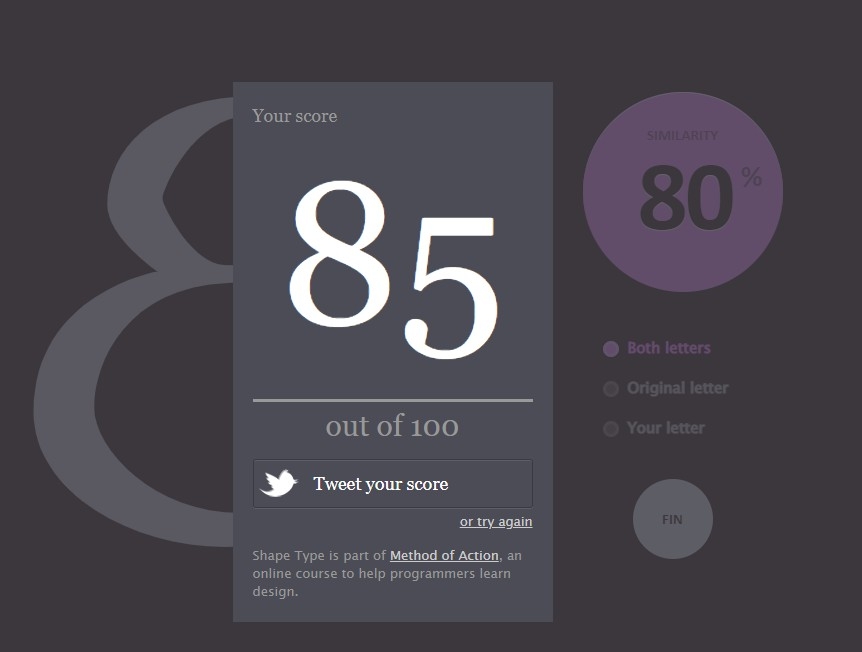 Your score
85
out of 100
Tweet your score
or try again
Shape Type is part of Method of Action, an
online course to help programmers learn
design.
SIMILARITY
80 %
Both letters
Original letter
Your letter
FIN